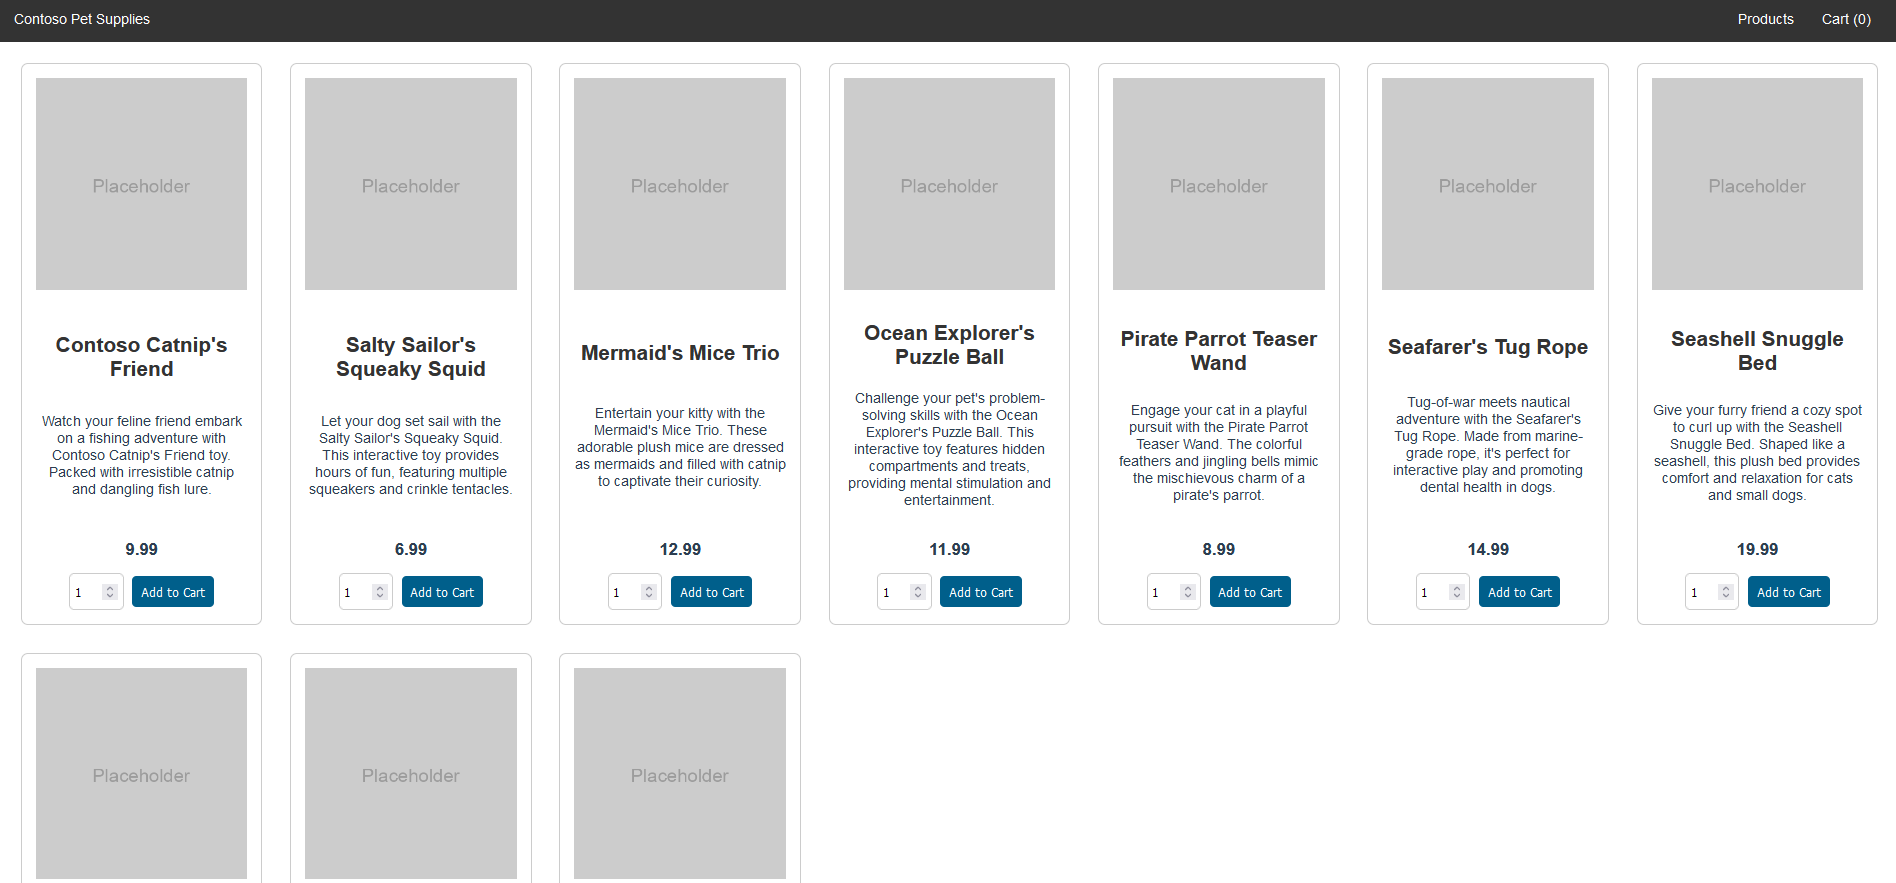 Contoso Pet Supplies
Products
Cart (0)
Placeholder
Contoso Catnip's
Friend
Watch your feline friend embark
on a fishing adventure with
Contoso Catnip's Friend toy.
Packed with irresistible catnip
and dangling fish lure.
9.99
1
Add to Cart
Placeholder
Salty Sailor's
Squeaky Squid
Let your dog set sail with the
Salty Sailor's Squeaky Squid.
This interactive toy provides
hours of fun, featuring multiple
squeakers and crinkle tentacles.
6.99
1
Add to Cart
Placeholder
Mermaid's Mice Trio
Entertain your kitty with the
Mermaid's Mice Trio. These
adorable plush mice are dressed
as mermaids and filled with catnip
to captivate their curiosity.
12.99
1
Add to Cart
Placeholder
Ocean Explorer's
Puzzle Ball
Challenge your pet's problem-
solving skills with the Ocean
Explorer's Puzzle Ball. This
interactive toy features hidden
compartments and treats,
providing mental stimulation and
entertainment.
11.99
1
Add to Cart
Placeholder
Pirate Parrot Teaser
Wand
Engage your cat in a playful
pursuit with the Pirate Parrot
Teaser Wand. The colorful
feathers and jingling bells mimic
the mischievous charm of a
pirate's parrot.
8.99
1
Add to Cart
Placeholder
Seafarer's Tug Rope
Tug-of-war meets nautical
adventure with the Seafarer's
Tug Rope. Made from marine-
grade rope, it's perfect for
interactive play and promoting
dental health in dogs.
14.99
1
Add to Cart
Placeholder
Seashell Snuggle
Bed
Give your furry friend a cozy spot
to curl up with the Seashell
Snuggle Bed. Shaped like a
seashell, this plush bed provides
comfort and relaxation for cats
and small dogs.
19.99
1
Add to Cart
Placeholder
Placeholder
Placeholder